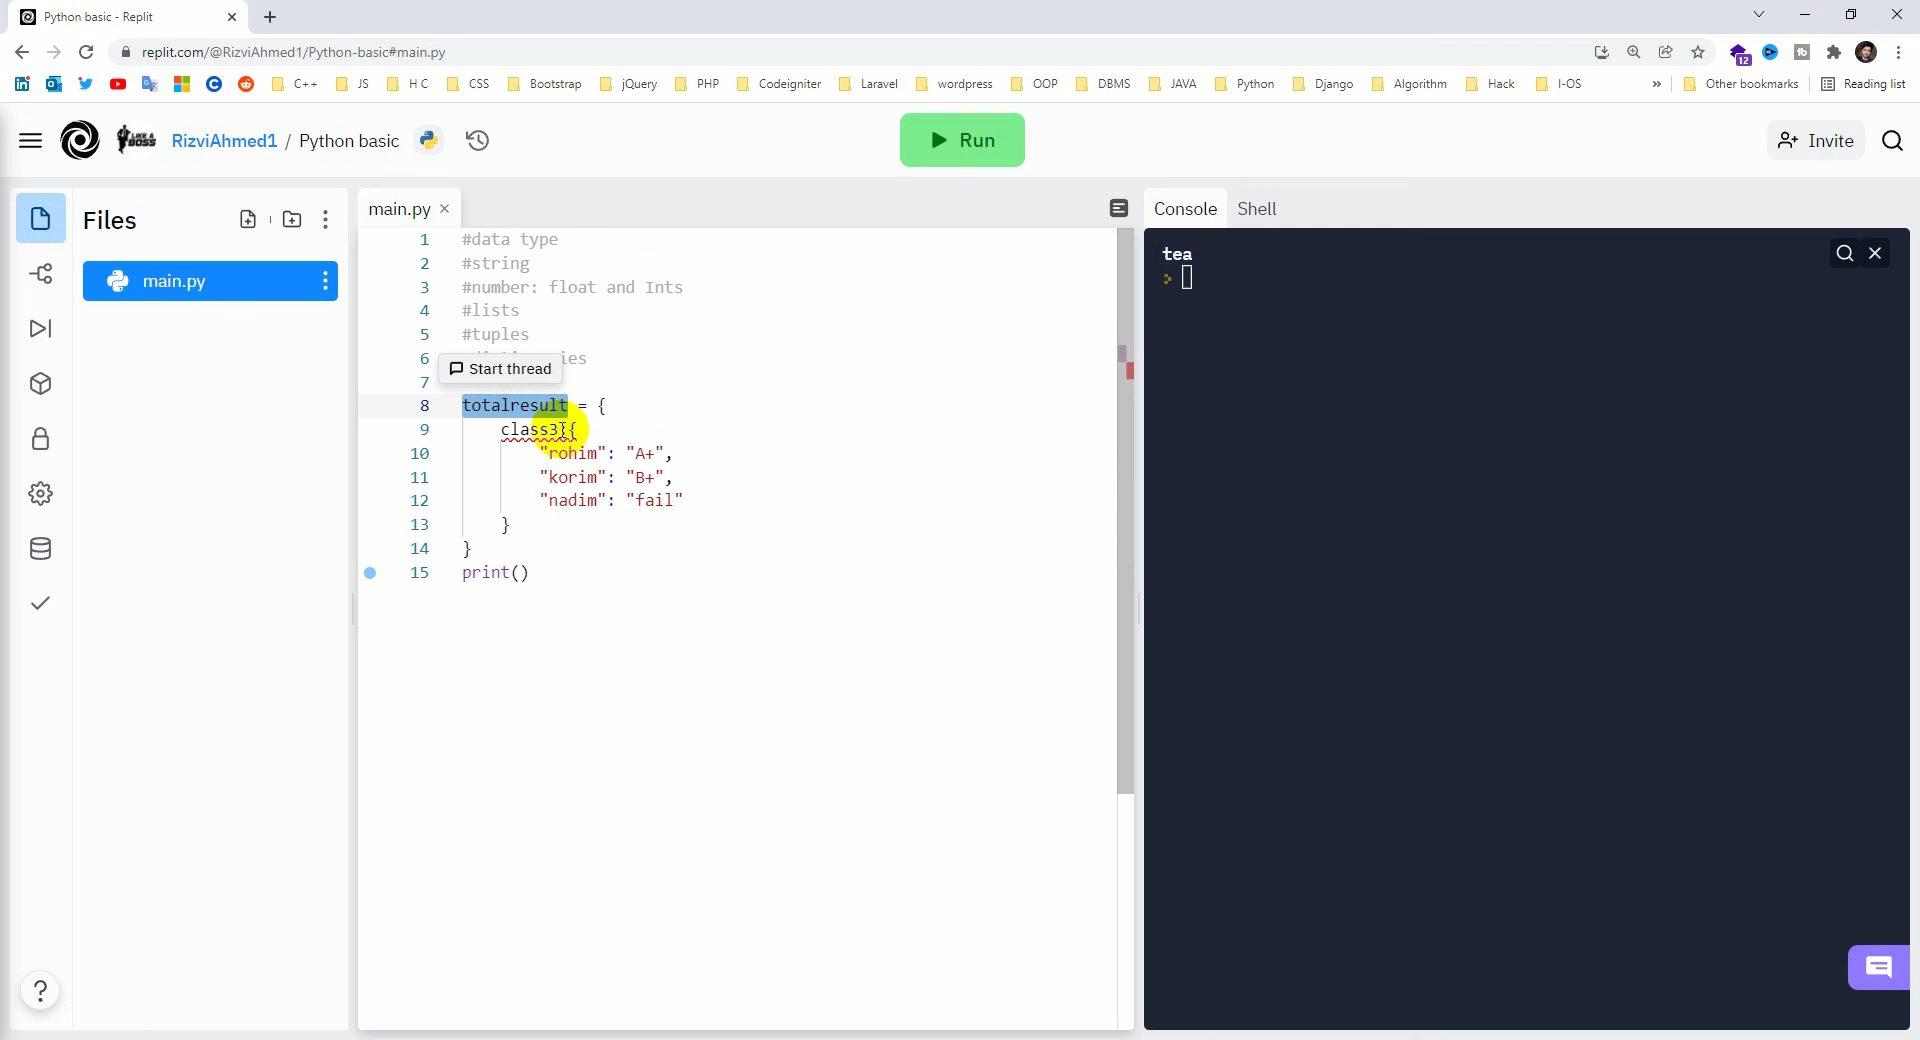 Python basic - Replit
replit.com/@RizviAhmed1/Python-basic#main.py
12
C++ JS H C CSS Bootstrap jQuery PHP Codeigniter Laravel wordpress OOP DBMS JAVA Python Django Algorithm Hack I-OS » Other bookmarks Reading list
LIKE A BOSS RizviAhmed1 / Python basic Run Invite
Files
main.py
main.py
Console Shell
1 #data type
2 #string
3 #number: float and Ints
4 #lists
5 #tuples
6 ies
Start thread
7
8 totalresult = {
9 class3:{
10 "rohim": "A+",
11 "korim": "B+",
12 "nadim": "fail"
13 }
14 }
15 print()
tea
?